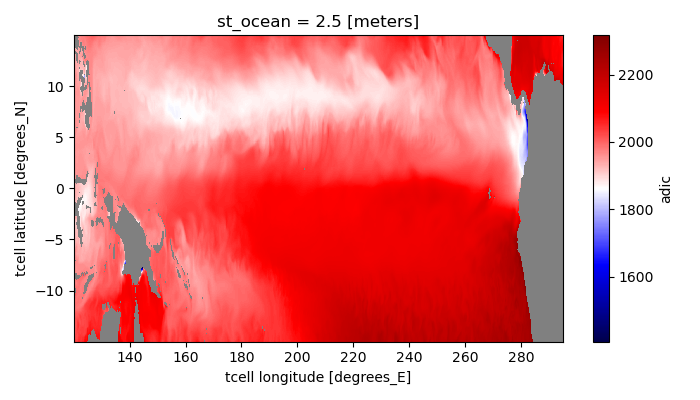 st_ocean = 2.5 [meters]
10
5
0
−5
−10
tcell latitude [degrees_N]
140 160 180 200 220 240 260 280
tcell longitude [degrees_E]
2200
2000
1800
1600
adic